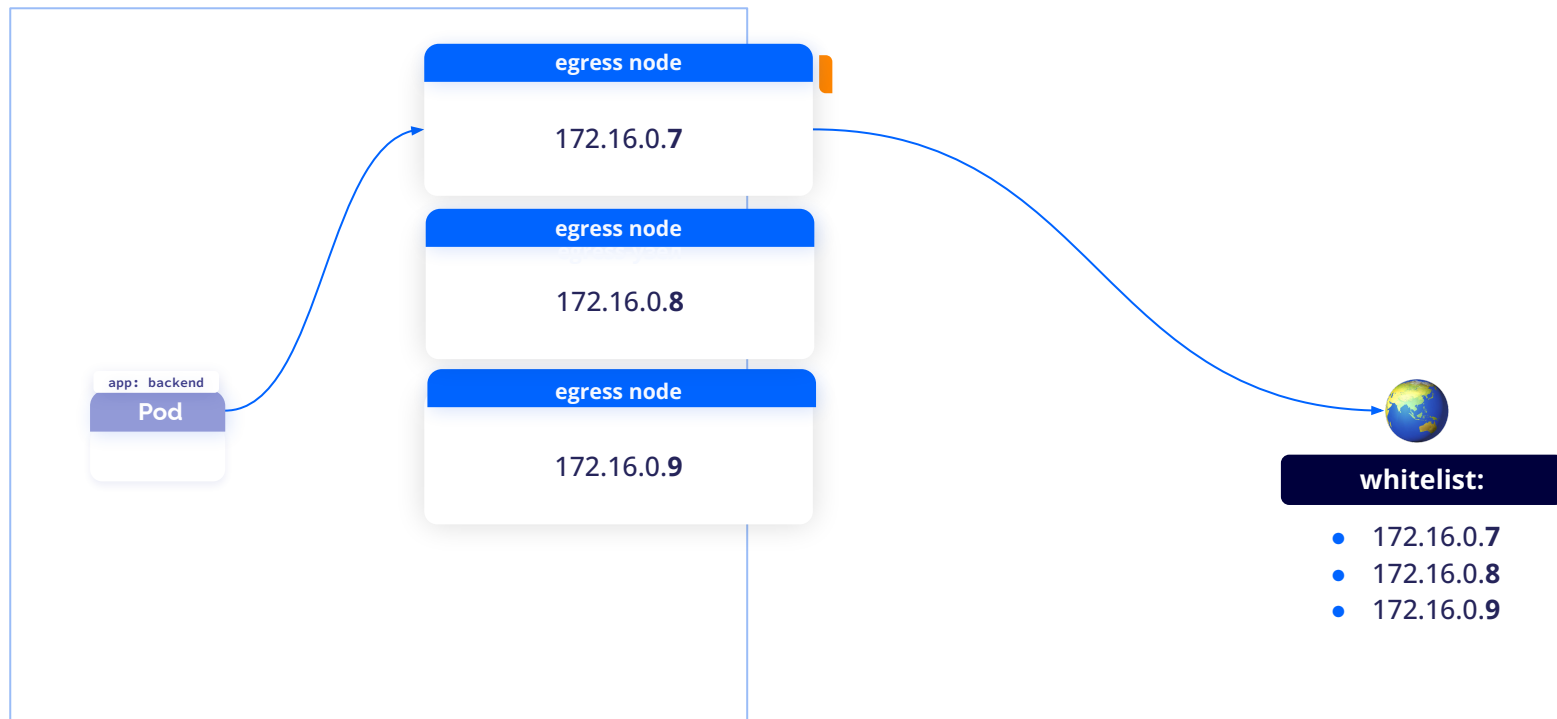 egress node
172.16.0.7
egress node
172.16.0.8
egress node
172.16.0.9
app: backend
Pod
whitelist:
172.16.0.7
172.16.0.8
172.16.0.9